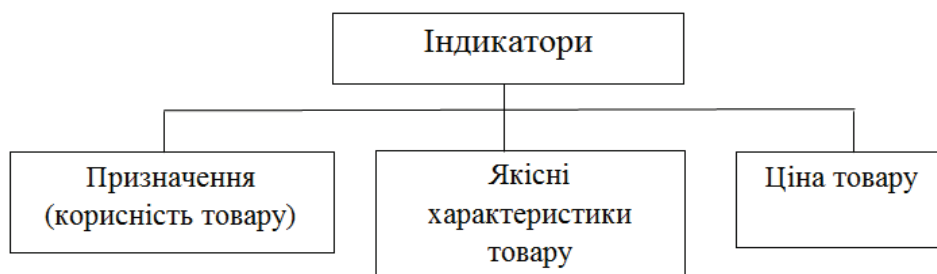 Індикатори
Призначення
(корисність товару)
Якісні
характеристики
товару
Ціна товару